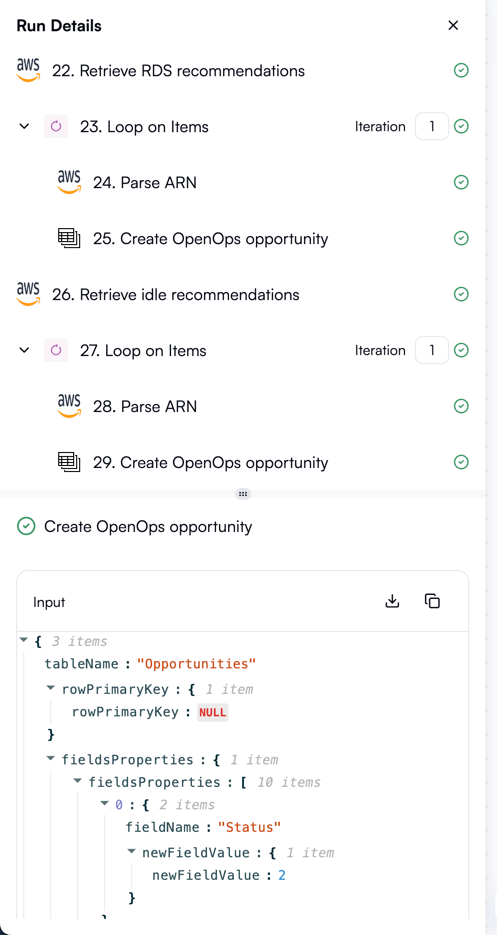 Run Details
aws 22. Retrieve RDS recommendations
23. Loop on Items Iteration 1
aws 24. Parse ARN
25. Create OpenOps opportunity
aws 26. Retrieve idle recommendations
27. Loop on Items Iteration 1
aws 28. Parse ARN
29. Create OpenOps opportunity
Create OpenOps opportunity
Input
{ 3 items
tableName : "Opportunities"
rowPrimaryKey : { 1 item
rowPrimaryKey : NULL
}
fieldsProperties : { 1 item
fieldsProperties : [ 10 items
0 : { 2 items
fieldName : "Status"
newFieldValue : { 1 item
newFieldValue : 2
}
}